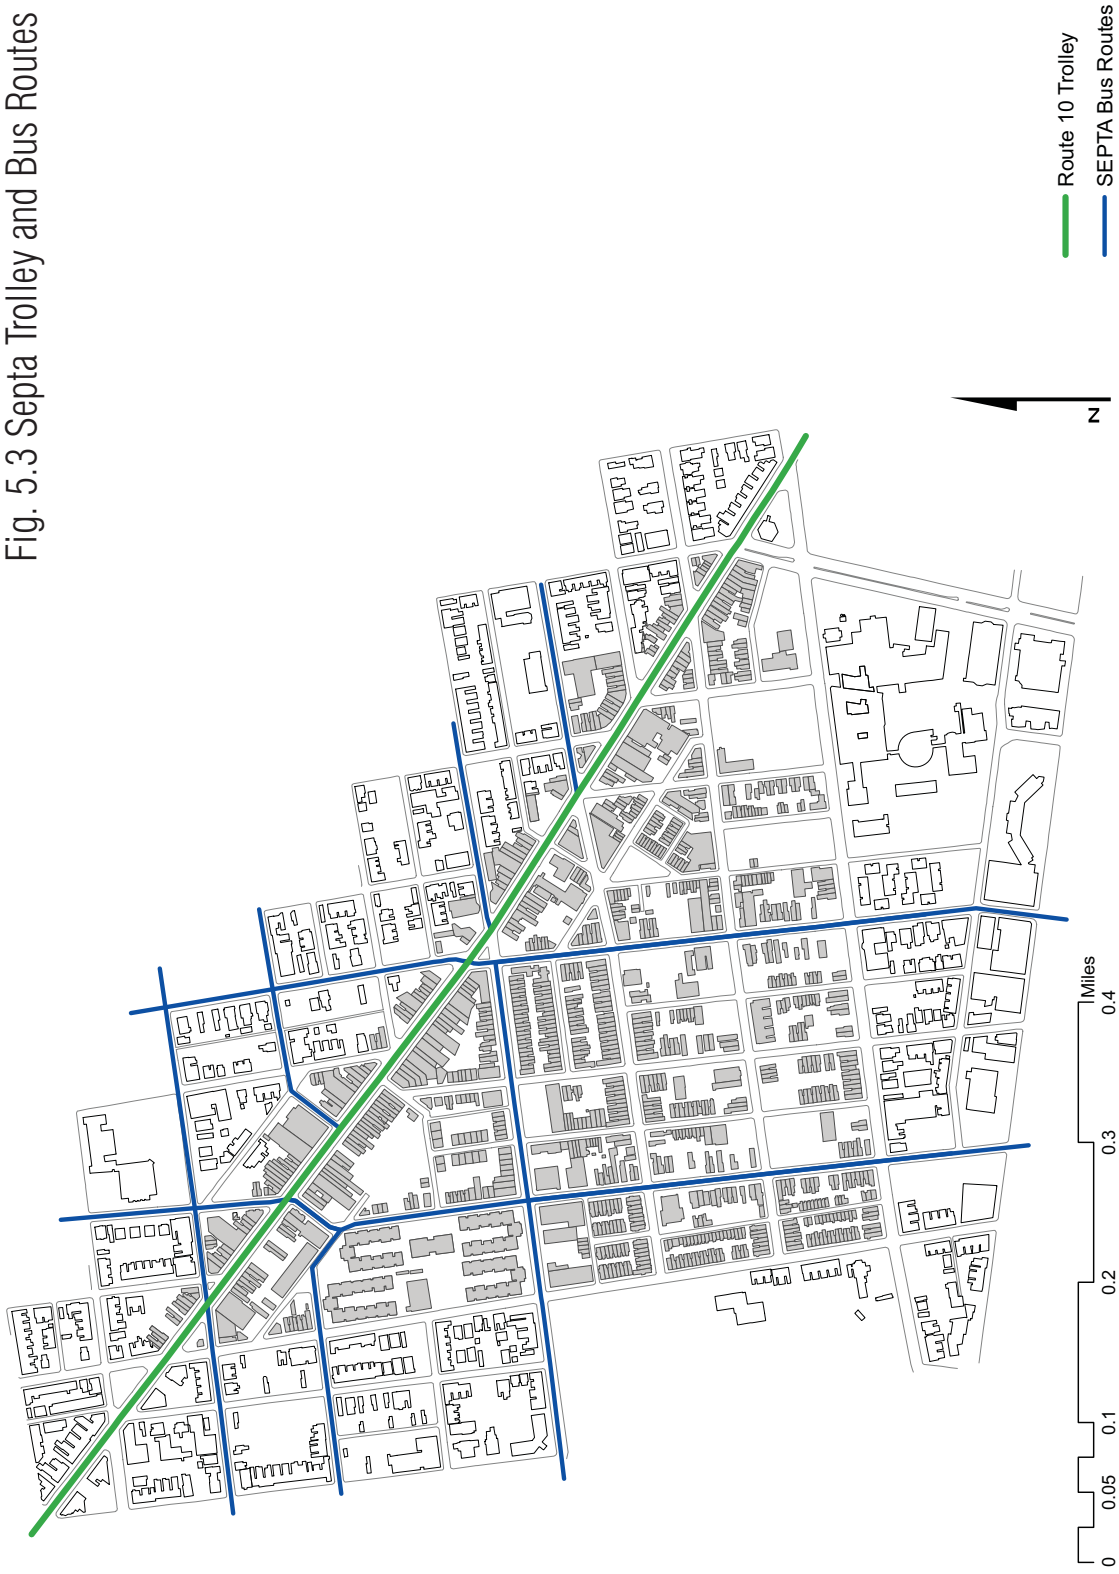 Fig. 5.3 Septa Trolley and Bus Routes
Route 10 Trolley
SEPTA Bus Routes
N
0 0.05 0.1 0.2 0.3 0.4
Miles